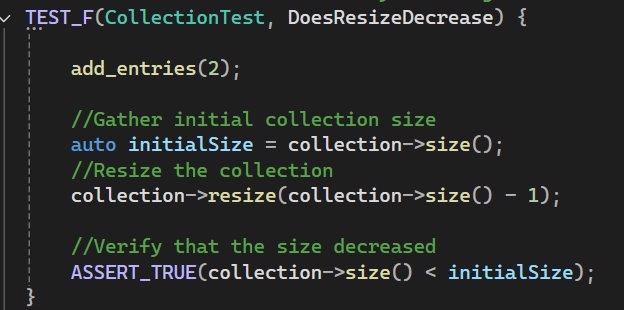 TEST_F(CollectionTest, DoesResizeDecrease) {
add_entries(2);
//Gather initial collection size
auto initialSize = collection->size();
//Resize the collection
collection->resize(collection->size() - 1);
//Verify that the size decreased
ASSERT_TRUE(collection->size() < initialSize);
}